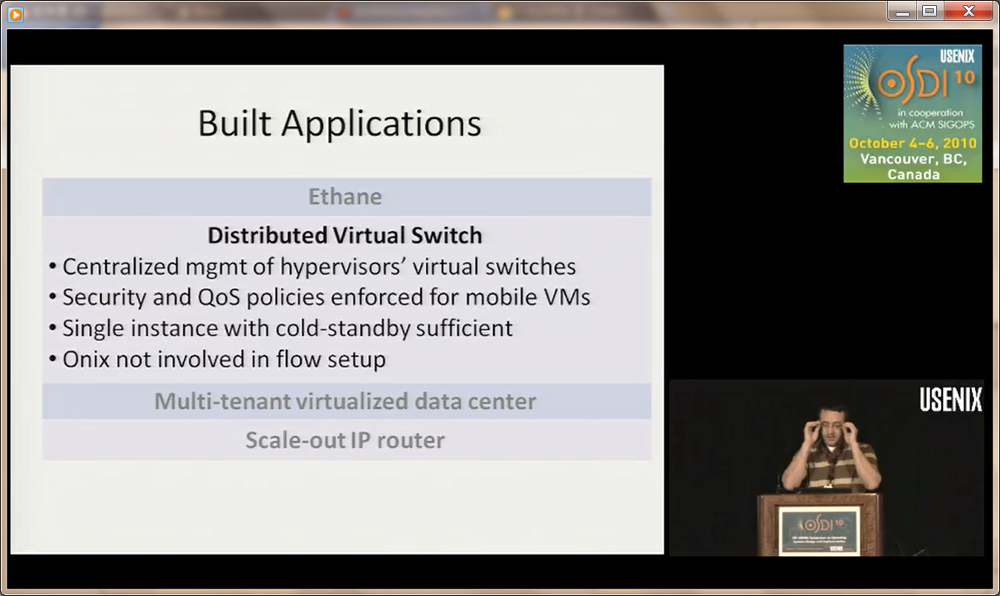 Built Applications
Ethane
Distributed Virtual Switch
• Centralized mgmt of hypervisors’ virtual switches
• Security and QoS policies enforced for mobile VMs
• Single instance with cold-standby sufficient
• Onix not involved in flow setup
Multi-tenant virtualized data center
Scale-out IP router
USENIX
OSDI 10
in cooperation
with ACM SIGOPS
October 4–6, 2010
Vancouver, BC,
Canada
USENIX
OSDI 10
USENIX